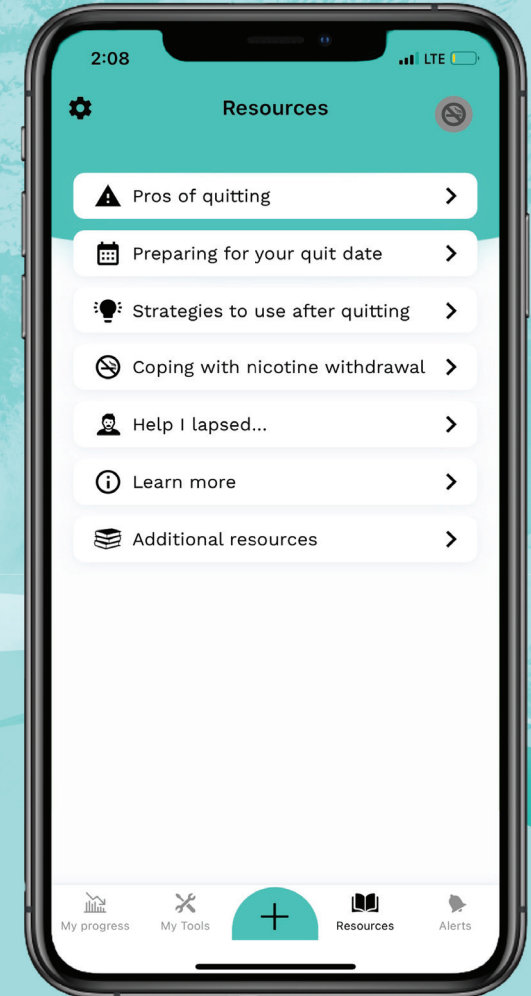 2:08
LTE
Resources
Pros of quitting
Preparing for your quit date
Strategies to use after quitting
Coping with nicotine withdrawal
Help I lapsed...
Learn more
Additional resources
My progress
My Tools
Resources
Alerts